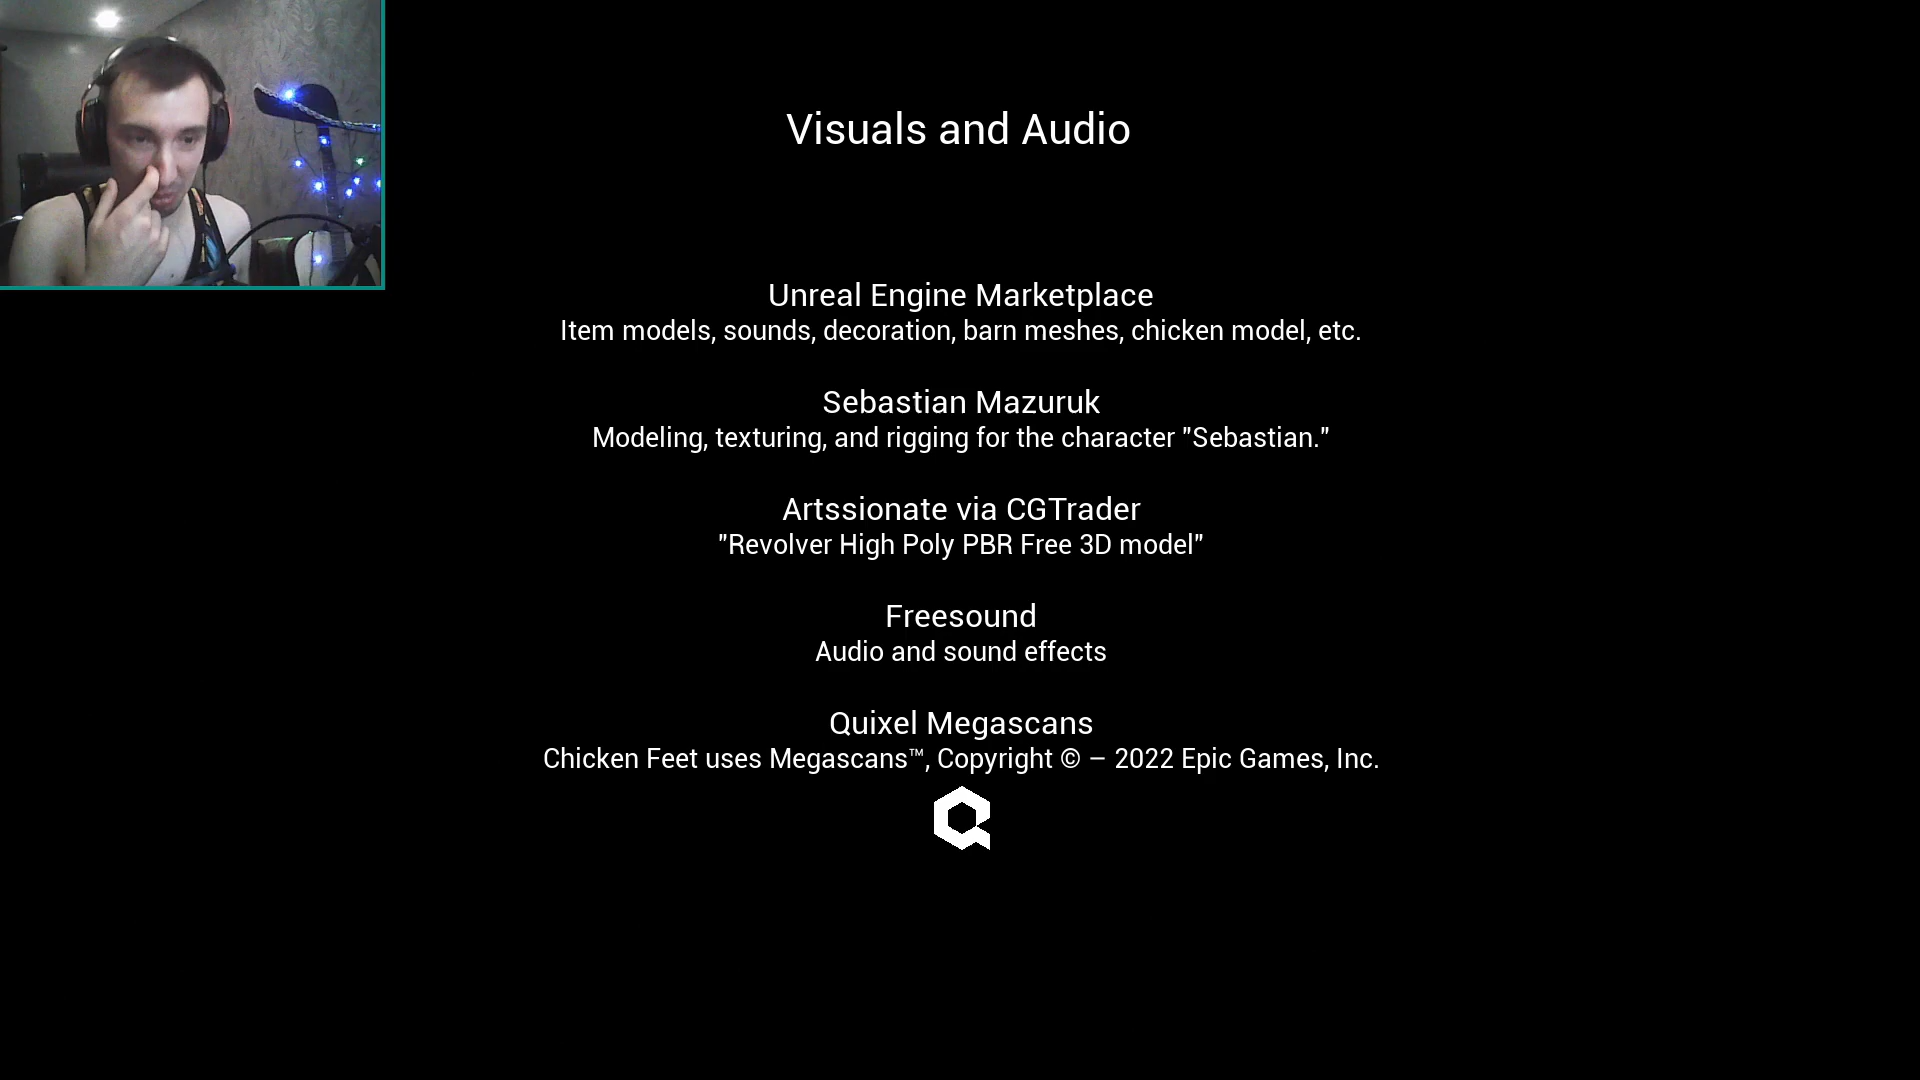 Visuals and Audio
Unreal Engine Marketplace
Item models, sounds, decoration, barn meshes, chicken model, etc.
Sebastian Mazuruk
Modeling, texturing, and rigging for the character "Sebastian."
Artssionate via CGTrader
"Revolver High Poly PBR Free 3D model"
Freesound
Audio and sound effects
Quixel Megascans
Chicken Feet uses Megascans™, Copyright © – 2022 Epic Games, Inc.